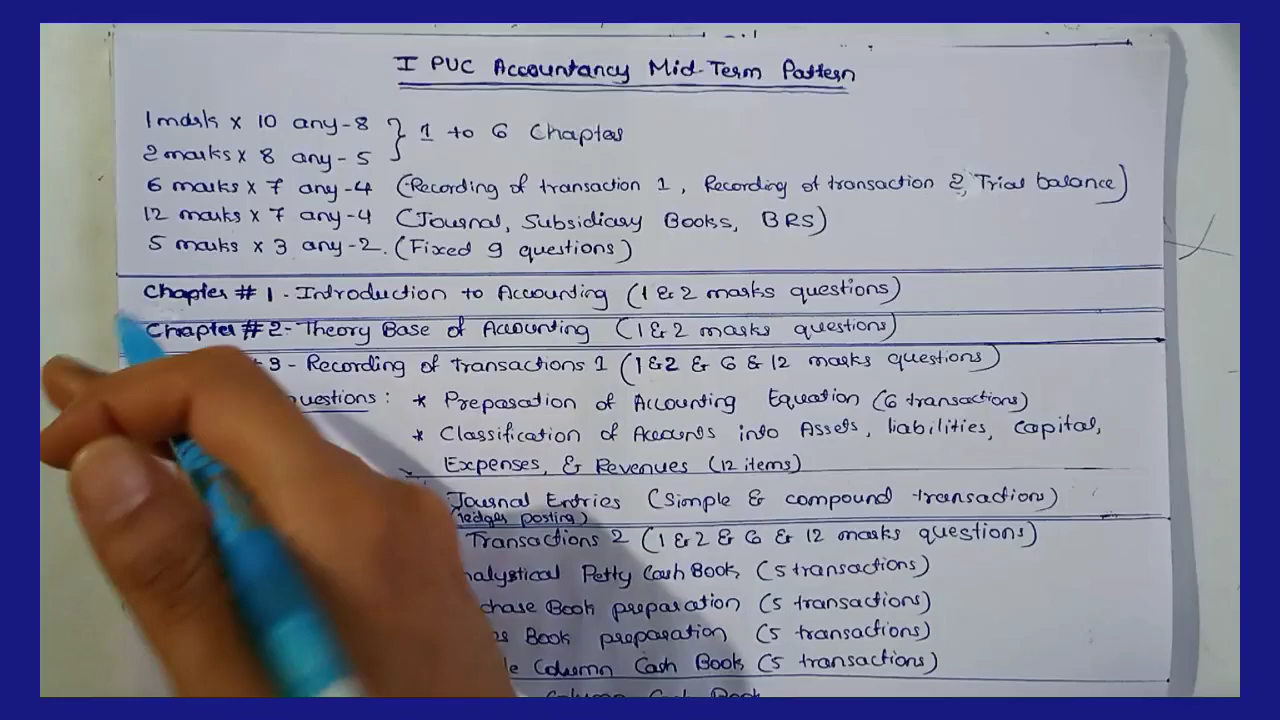 I PUC Accountancy Mid-Term Pattern
1 mark x 10 any-8 } 1 to 6 Chapter
2 marks x 8 any-5
6 marks x 7 any-4 (Recording of transaction 1, Recording of transaction 2, Trial balance)
12 marks x 7 any-4 (Journal, Subsidiary Books, BRS)
5 marks x 3 any-2. (Fixed 9 questions)
Chapter # 1 - Introduction to Accounting (1 & 2 marks questions)
Chapter # 2 - Theory Base of Accounting (1 & 2 marks questions)
3 - Recording of Transactions 1 (1 & 2 & 6 & 12 marks questions)
uestions : * Preparation of Accounting Equation (6 transactions)
* Classification of Accounts into Assets, liabilities, Capital,
Expenses, & Revenues (12 items)
Journal Entries (Simple & compound transactions)
(ledger posting)
Transactions 2 (1 & 2 & 6 & 12 marks questions)
nalystical Petty Cash Book (5 transactions)
chase Book preparation (5 transactions)
es Book preparation (5 transactions)
le Column Cash Book (5 transactions)
Column Cash Book